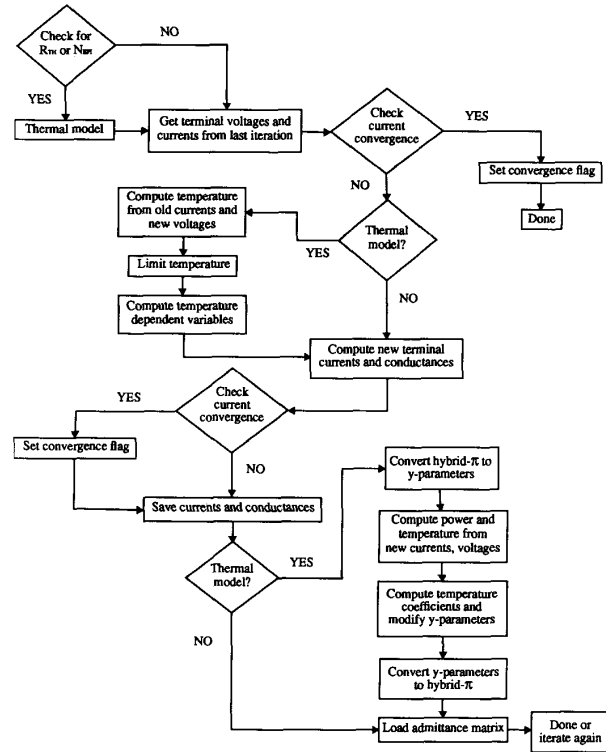 Check for
R_TH or N_EPI
NO
YES
Thermal model
Get terminal voltages and
currents from last iteration
Check
current
convergence
YES
Set convergence flag
Done
NO
Thermal
model?
YES
Compute temperature
from old currents and
new voltages
Limit temperature
Compute temperature
dependent variables
NO
Compute new terminal
currents and conductances
Check
current
convergence
YES
Set convergence flag
NO
Save currents and conductances
Thermal
model?
YES
Convert hybrid-π to
y-parameters
Compute power and
temperature from
new currents, voltages
Compute temperature
coefficients and
modify y-parameters
Convert y-parameters
to hybrid-π
NO
Load admittance matrix
Done or
iterate again